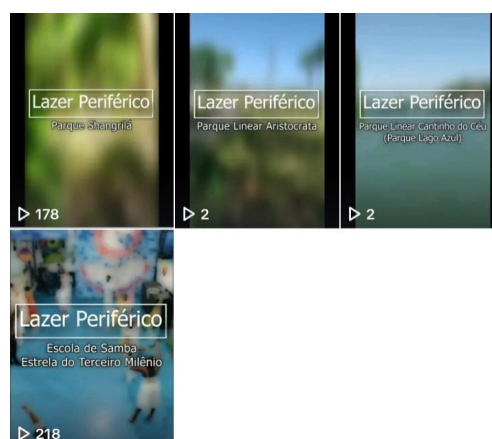 Lazer Periférico
Parque Shangrilá
178
Lazer Periférico
Parque Linear Aristocrata
2
Lazer Periférico
Parque Linear Cantinho do Céu
(Parque Lago Azul)
2
Lazer Periférico
Escola de Samba
Estrela do Terceiro Milênio
218